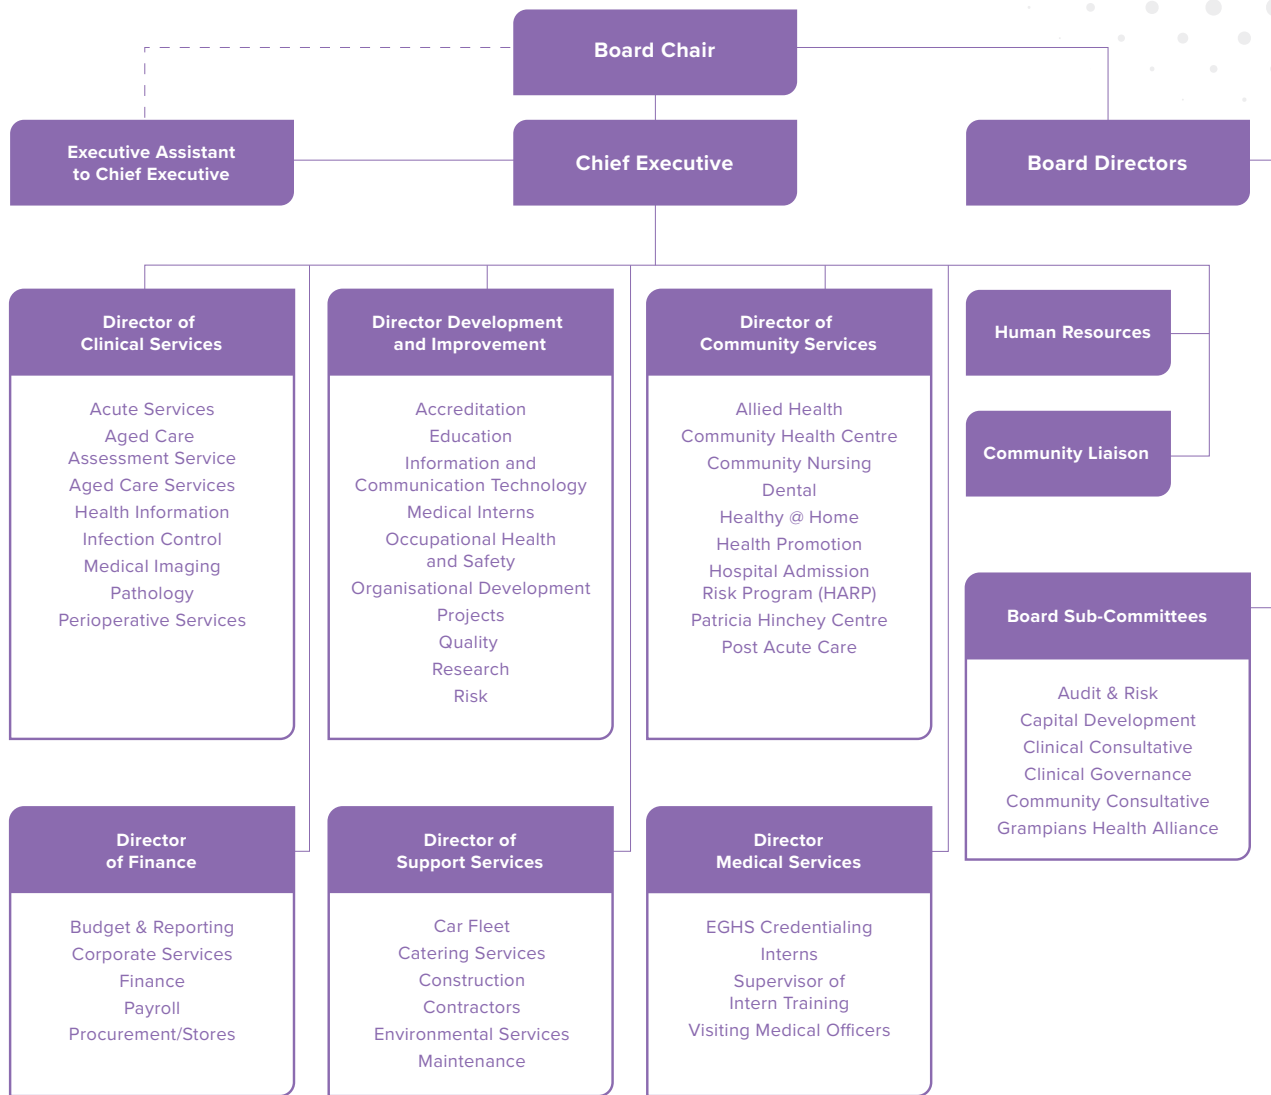 Board Chair
Executive Assistant
to Chief Executive
Chief Executive
Board Directors
Director of
Clinical Services
Acute Services
Aged Care
Assessment Service
Aged Care Services
Health Information
Infection Control
Medical Imaging
Pathology
Perioperative Services
Director Development
and Improvement
Accreditation
Education
Information and
Communication Technology
Medical Interns
Occupational Health
and Safety
Organisational Development
Projects
Quality
Research
Risk
Director of
Community Services
Allied Health
Community Health Centre
Community Nursing
Dental
Healthy @ Home
Health Promotion
Hospital Admission
Risk Program (HARP)
Patricia Hinchey Centre
Post Acute Care
Human Resources
Community Liaison
Board Sub-Committees
Audit & Risk
Capital Development
Clinical Consultative
Clinical Governance
Community Consultative
Grampians Health Alliance
Director
of Finance
Budget & Reporting
Corporate Services
Finance
Payroll
Procurement/Stores
Director of
Support Services
Car Fleet
Catering Services
Construction
Contractors
Environmental Services
Maintenance
Director
Medical Services
EGHS Credentialing
Interns
Supervisor of
Intern Training
Visiting Medical Officers